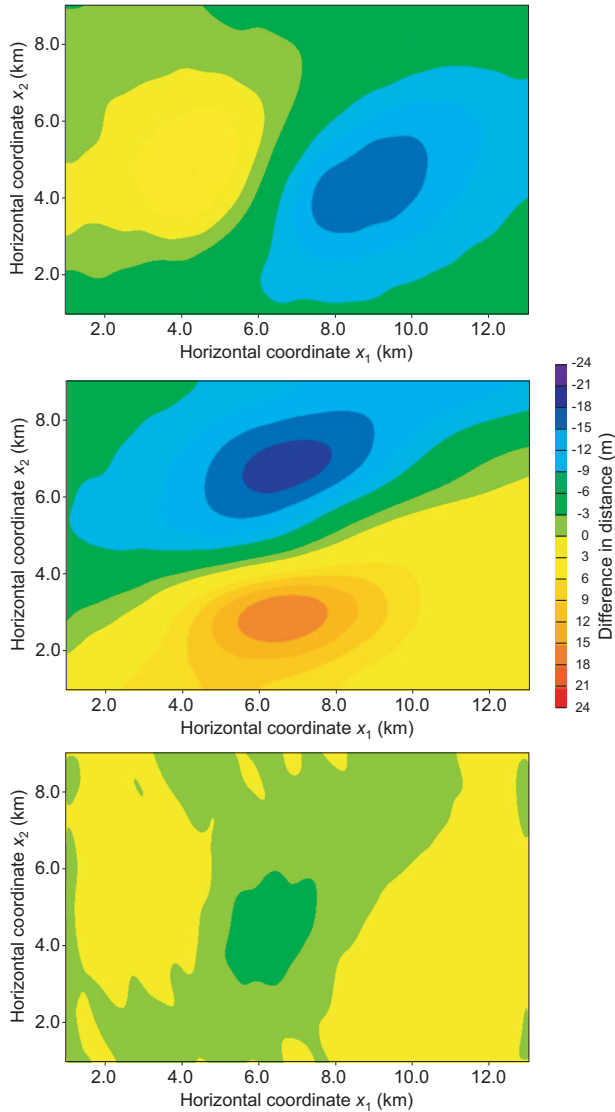 8.0
6.0
4.0
2.0
Horizontal coordinate x2 (km)
2.0 4.0 6.0 8.0 10.0 12.0
Horizontal coordinate x1 (km)
8.0
6.0
4.0
2.0
Horizontal coordinate x2 (km)
2.0 4.0 6.0 8.0 10.0 12.0
Horizontal coordinate x1 (km)
-24
-21
-18
-15
-12
-9
-6
-3
0
3
6
9
12
15
18
21
24
Difference in distance (m)
8.0
6.0
4.0
2.0
Horizontal coordinate x2 (km)
2.0 4.0 6.0 8.0 10.0 12.0
Horizontal coordinate x1 (km)